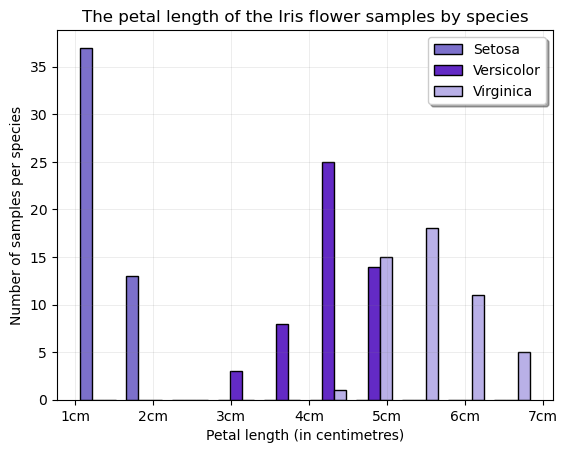 The petal length of the Iris flower samples by species
Setosa
Versicolor
Virginica
Number of samples per species
35
30
25
20
15
10
5
0
1cm 2cm 3cm 4cm 5cm 6cm 7cm
Petal length (in centimetres)